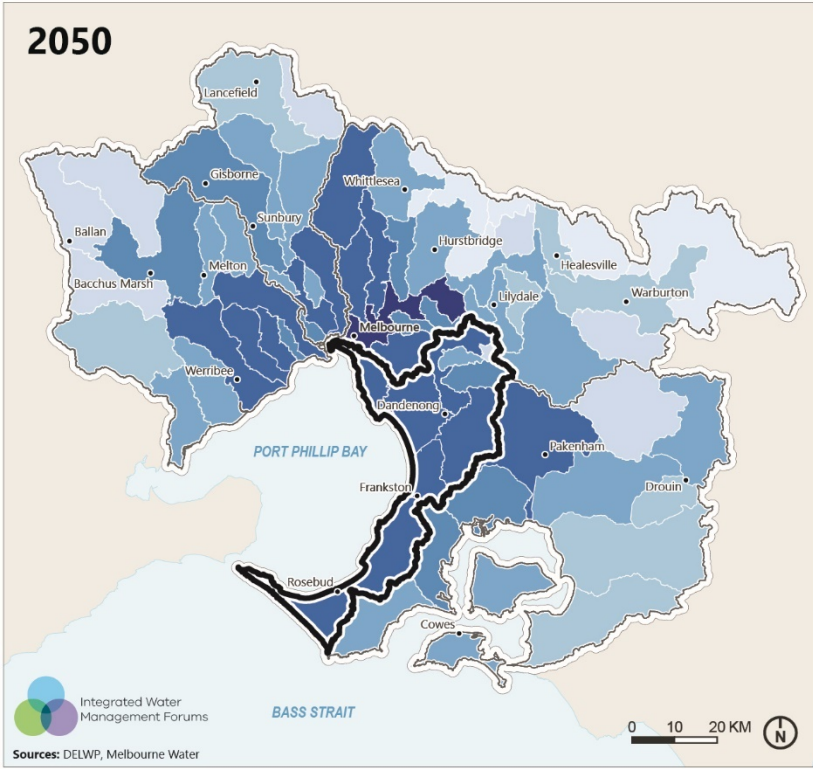 2050
Lancefield
Gisborne
Whittlesea
Sunbury
Ballan
Hurstbridge
Healesville
Melton
Bacchus Marsh
Lilydale
Warburton
Melbourne
Werribee
Dandenong
PORT PHILLIP BAY
Pakenham
Frankston
Drouin
Rosebud
Cowes
Integrated Water
Management Forums
BASS STRAIT
0 10 20 KM
N
Sources: DELWP, Melbourne Water